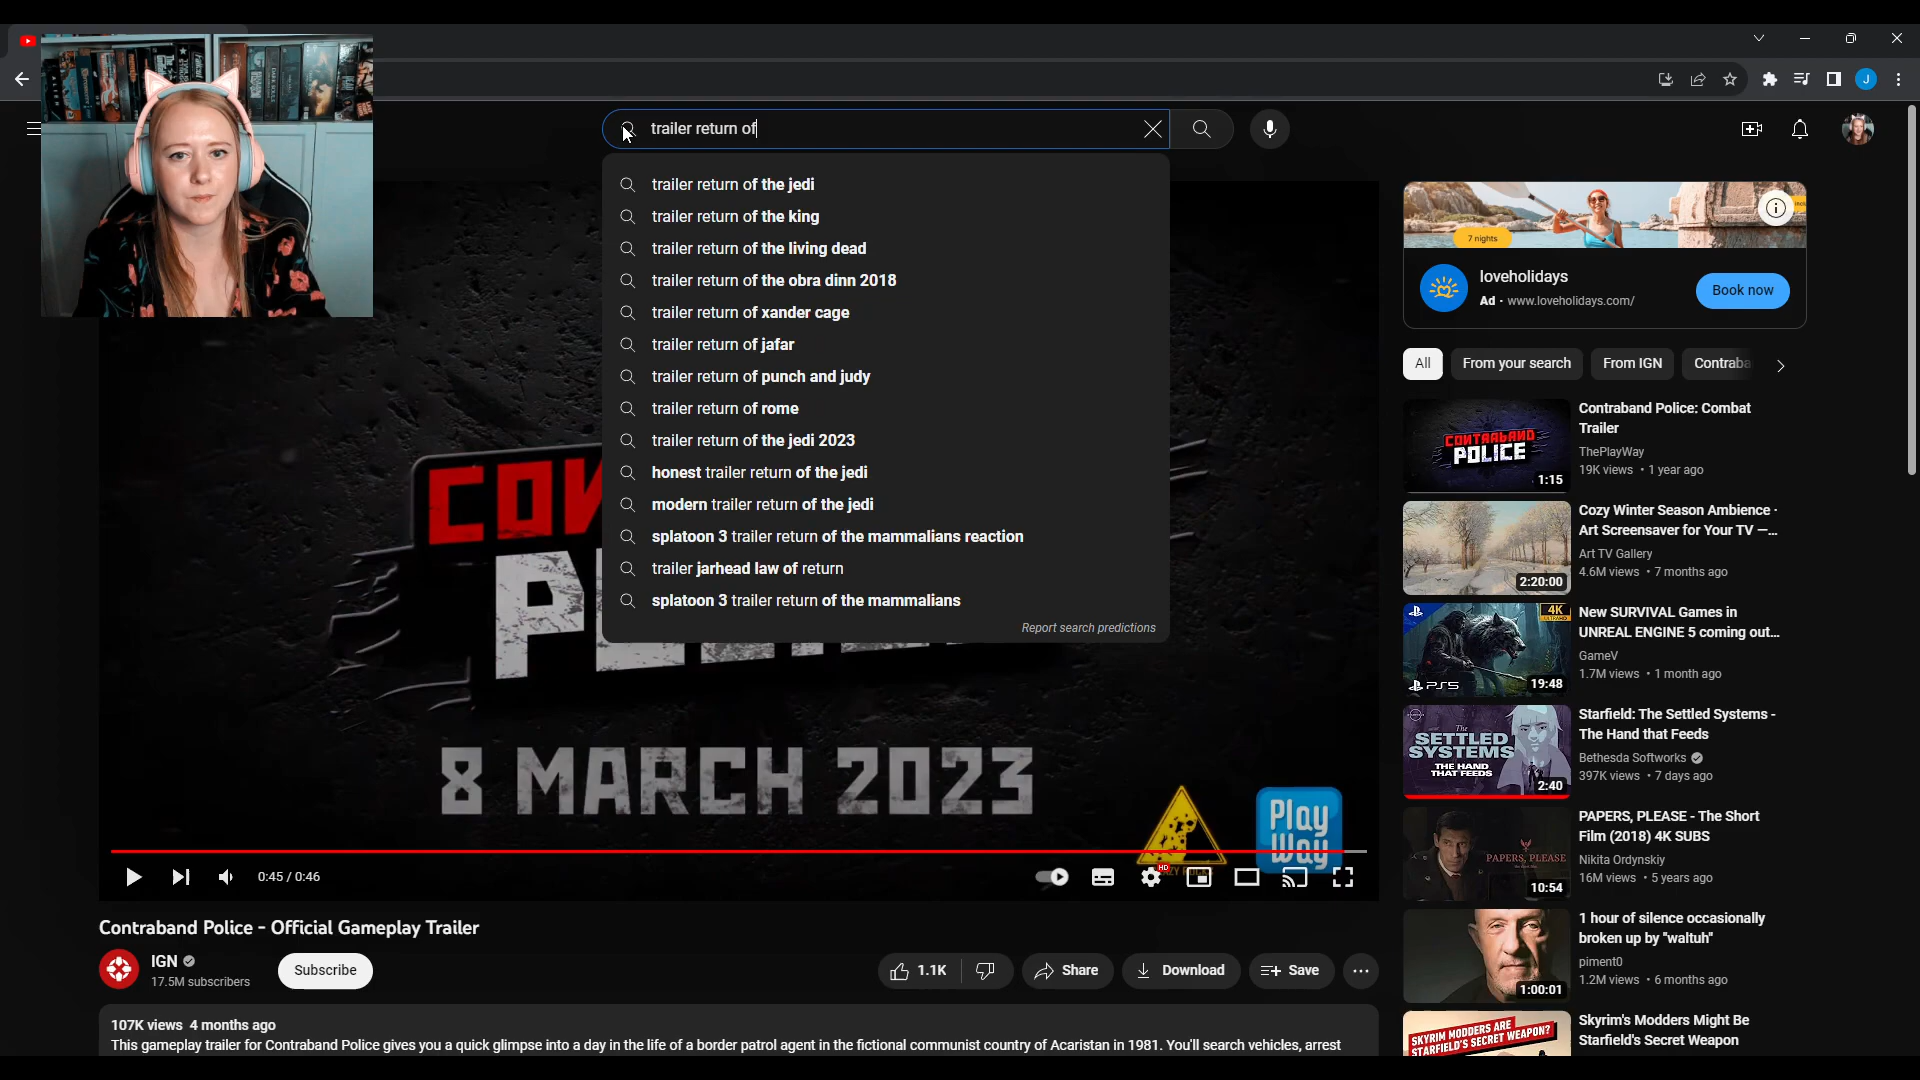 J
trailer return of
trailer return of the jedi
trailer return of the king
trailer return of the living dead
trailer return of the obra dinn 2018
trailer return of xander cage
trailer return of jafar
trailer return of punch and judy
trailer return of rome
trailer return of the jedi 2023
honest trailer return of the jedi
modern trailer return of the jedi
splatoon 3 trailer return of the mammalians reaction
trailer jarhead law of return
splatoon 3 trailer return of the mammalians
Report search predictions
8 MARCH 2023
Play
Way
0:45 / 0:46
HD
Contraband Police - Official Gameplay Trailer
IGN
17.5M subscribers
Subscribe
1.1K
Share
Download
Save
107K views 4 months ago
This gameplay trailer for Contraband Police gives you a quick glimpse into a day in the life of a border patrol agent in the fictional communist country of Acaristan in 1981. You'll search vehicles, arrest
7 nights
loveholidays
Ad · www.loveholidays.com/
Book now
All
From your search
From IGN
Contraba
CONTRABAND
POLICE
1:15
Contraband Police: Combat
Trailer
ThePlayWay
19K views • 1 year ago
2:20:00
Cozy Winter Season Ambience ·
Art Screensaver for Your TV —...
Art TV Gallery
4.6M views • 7 months ago
4K
ULTRAHD
PS5
19:48
New SURVIVAL Games in
UNREAL ENGINE 5 coming out...
GameV
1.7M views • 1 month ago
The
SETTLED
SYSTEMS
THE HAND
THAT FEEDS
2:40
Starfield: The Settled Systems -
The Hand that Feeds
Bethesda Softworks
397K views • 7 days ago
PAPERS, PLEASE
10:54
PAPERS, PLEASE - The Short
Film (2018) 4K SUBS
Nikita Ordynskiy
16M views • 5 years ago
1:00:01
1 hour of silence occasionally
broken up by "waltuh"
piment0
1.2M views • 6 months ago
SKYRIM MODDERS ARE
STARFIELD'S SECRET WEAPON?
Skyrim's Modders Might Be
Starfield's Secret Weapon